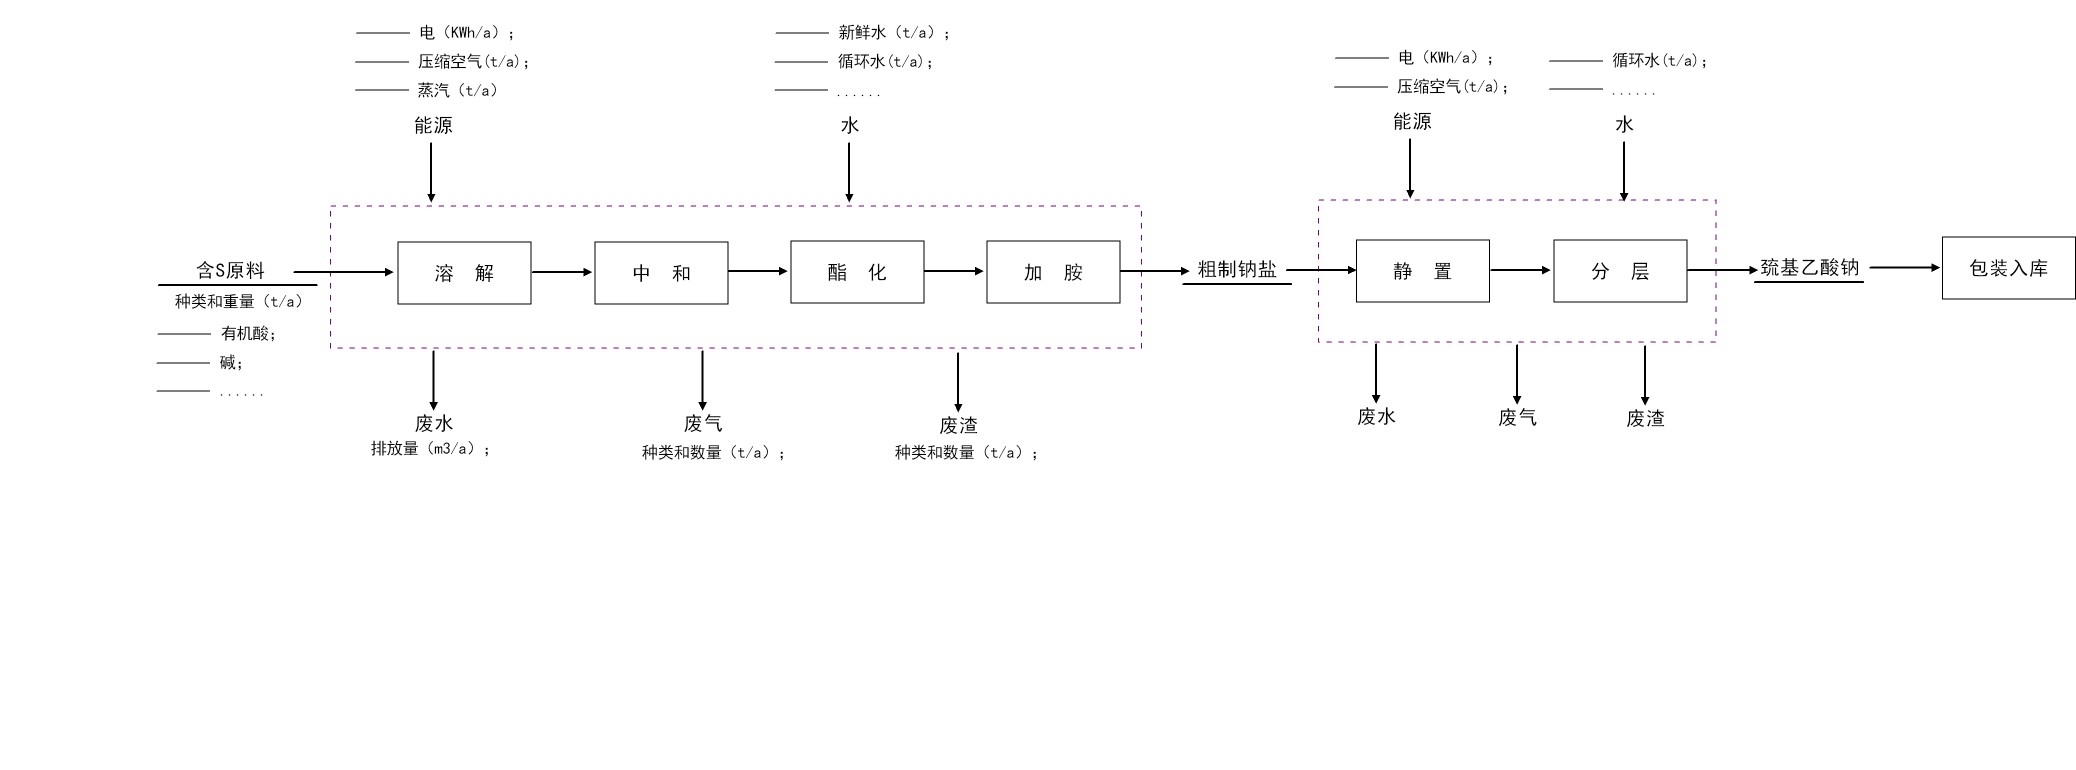 电（KWh/a）；
压缩空气(t/a)；
蒸汽（t/a）
能源
新鲜水（t/a）；
循环水(t/a)；
......
水
电（KWh/a）；
压缩空气(t/a)；
能源
循环水(t/a)；
......
水
含S原料
种类和重量（t/a）
有机酸；
碱；
......
溶 解
中 和
酯 化
加 胺
粗制钠盐
静 置
分 层
巯基乙酸钠
包装入库
废水
排放量（m3/a）；
废气
种类和数量（t/a）；
废渣
种类和数量（t/a）；
废水
废气
废渣